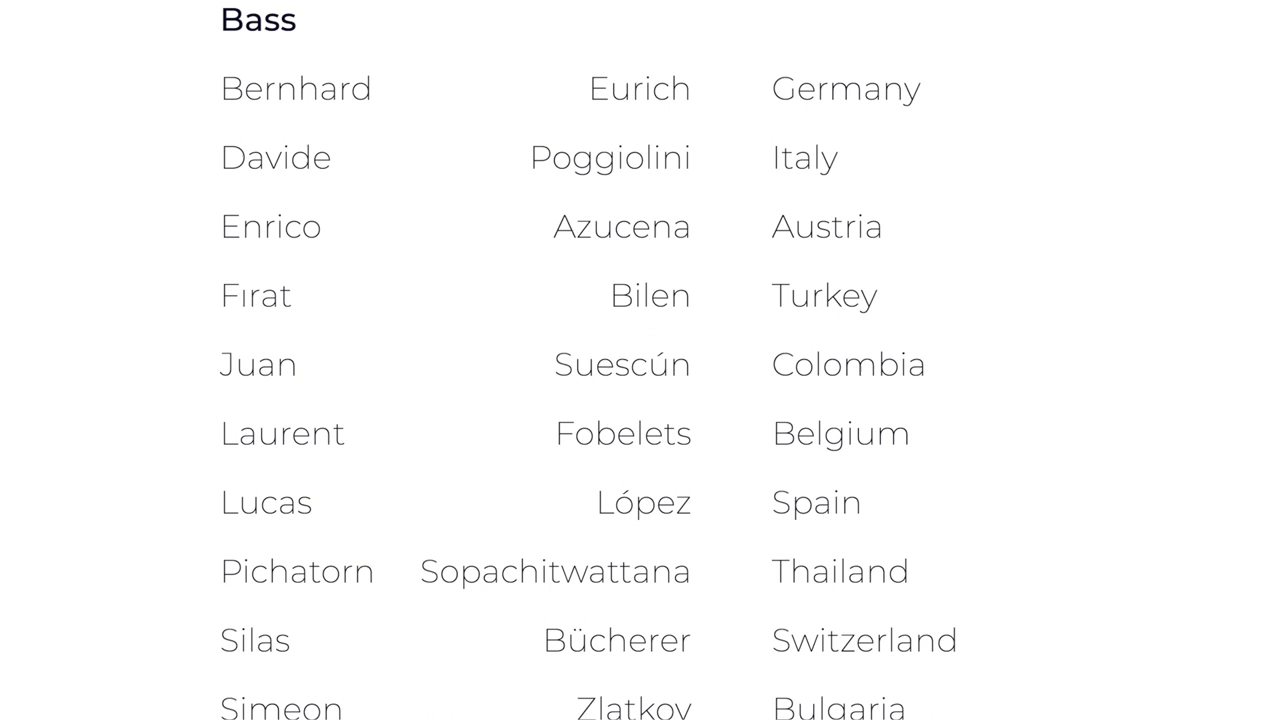 Bass
Bernhard Eurich Germany
Davide Poggiolini Italy
Enrico Azucena Austria
Fırat Bilen Turkey
Juan Suescún Colombia
Laurent Fobelets Belgium
Lucas López Spain
Pichatorn Sopachitwattana Thailand
Silas Bücherer Switzerland
Simeon Zlatkov Bulgaria